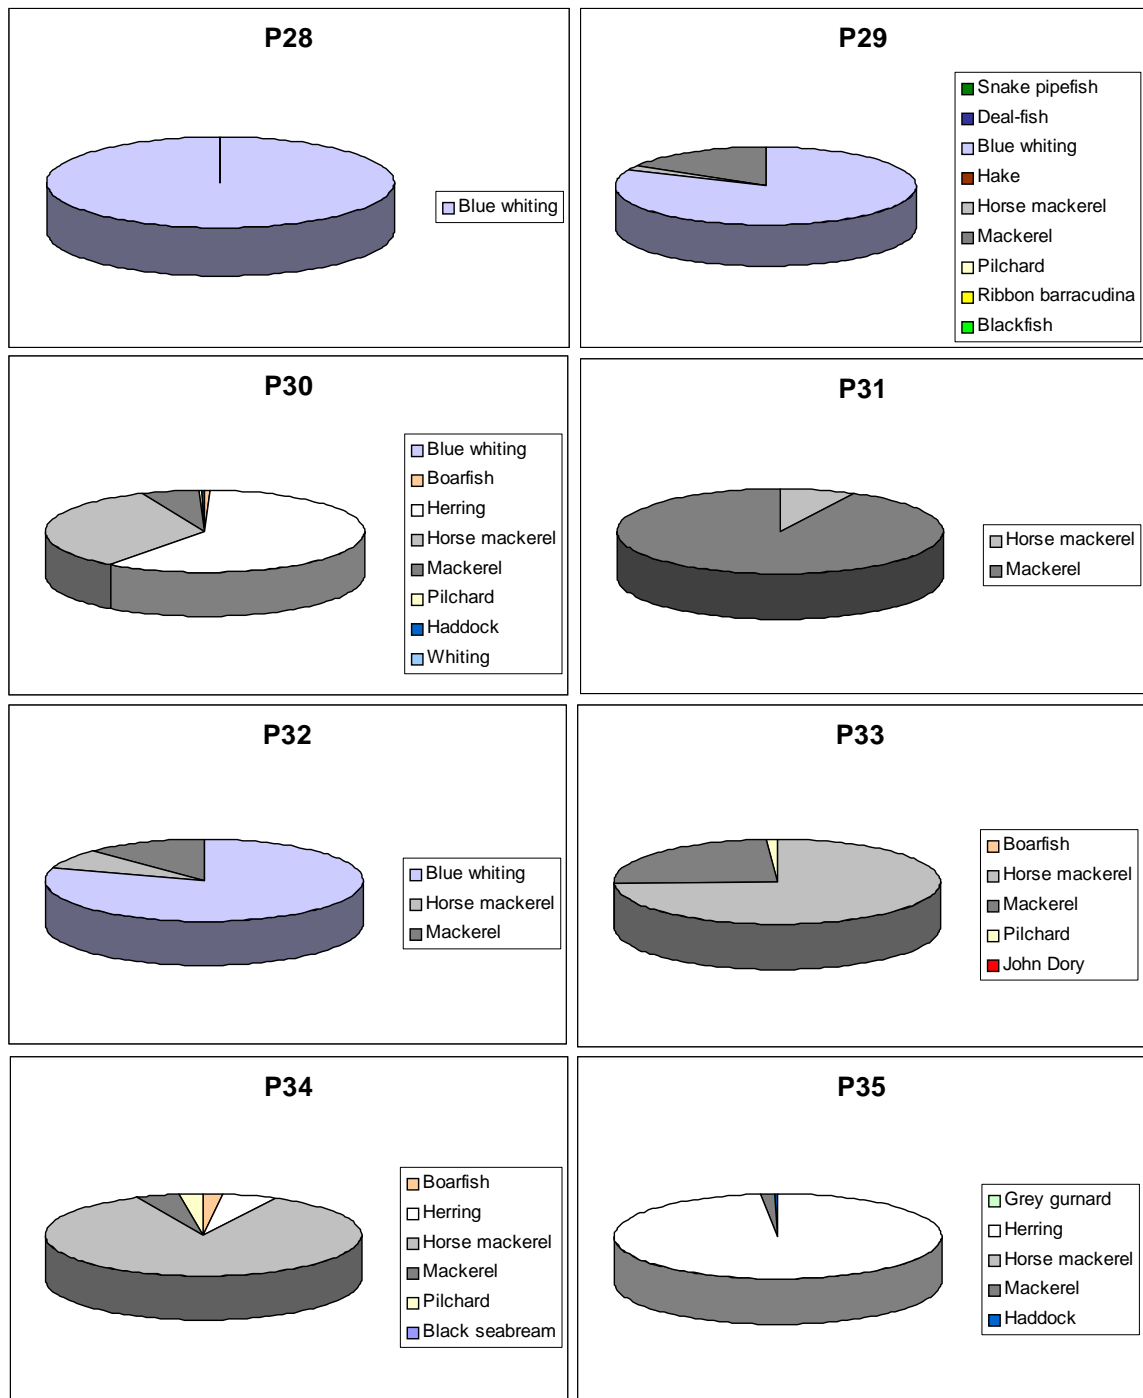 P28
Blue whiting
P29
Snake pipefish
Deal-fish
Blue whiting
Hake
Horse mackerel
Mackerel
Pilchard
Ribbon barracudina
Blackfish
P30
Blue whiting
Boarfish
Herring
Horse mackerel
Mackerel
Pilchard
Haddock
Whiting
P31
Horse mackerel
Mackerel
P32
Blue whiting
Horse mackerel
Mackerel
P33
Boarfish
Horse mackerel
Mackerel
Pilchard
John Dory
P34
Boarfish
Herring
Horse mackerel
Mackerel
Pilchard
Black seabream
P35
Grey gurnard
Herring
Horse mackerel
Mackerel
Haddock